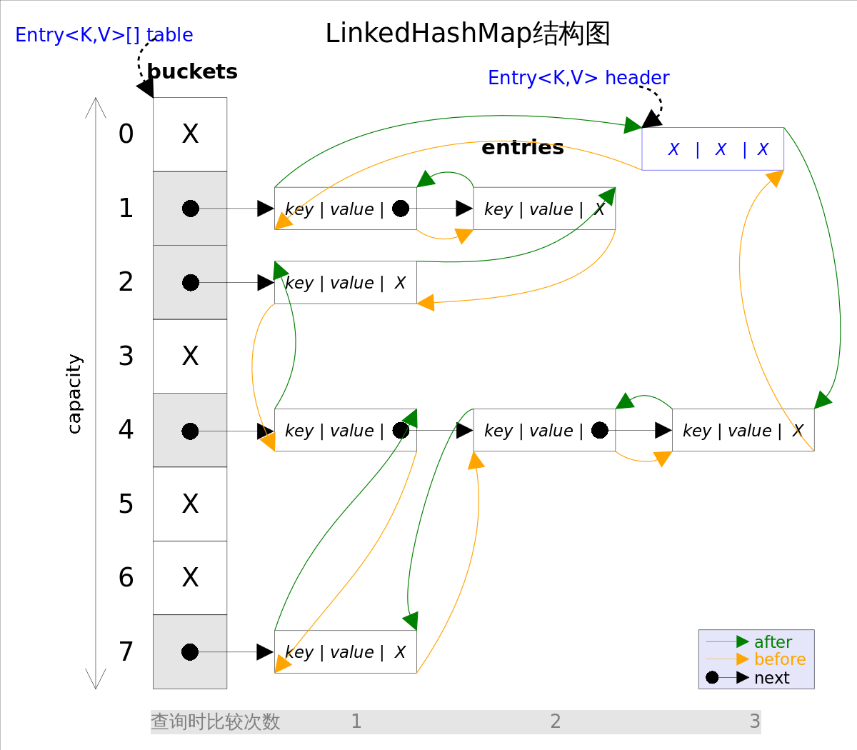 LinkedHashMap结构图
Entry<K,V>[] table
buckets
Entry<K,V> header
entries
0 X
X | X | X
1 key | value | key | value | X
2 key | value | X
3 X
capacity
4 key | value | key | value | key | value | X
5 X
6 X
7 key | value | X
after
before
next
查询时比较次数 1 2 3